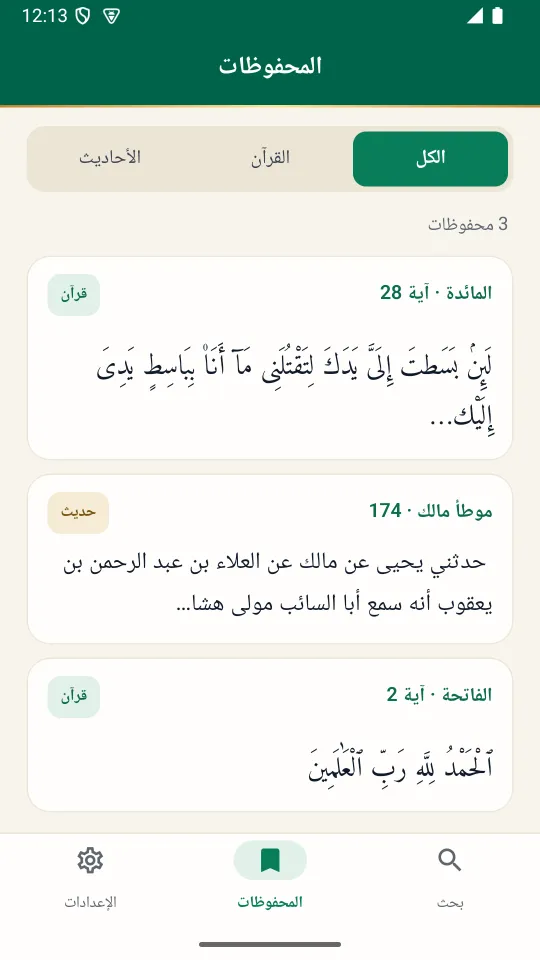 12:13
المحفوظات
الكل
القرآن
الأحاديث
3 محفوظات
المائدة · آية 28
قرآن
لَئِنۢ بَسَطتَ إِلَىَّ يَدَكَ لِتَقْتُلَنِى مَآ أَنَا۠ بِبَاسِطٍ يَدِىَ
إِلَيْك...
موطأ مالك · 174
حديث
حدثني يحيى عن مالك عن العلاء بن عبد الرحمن بن
يعقوب أنه سمع أبا السائب مولى هشا...
الفاتحة · آية 2
قرآن
ٱلْحَمْدُ لِلَّهِ رَبِّ ٱلْعَٰلَمِينَ
بحث
المحفوظات
الإعدادات